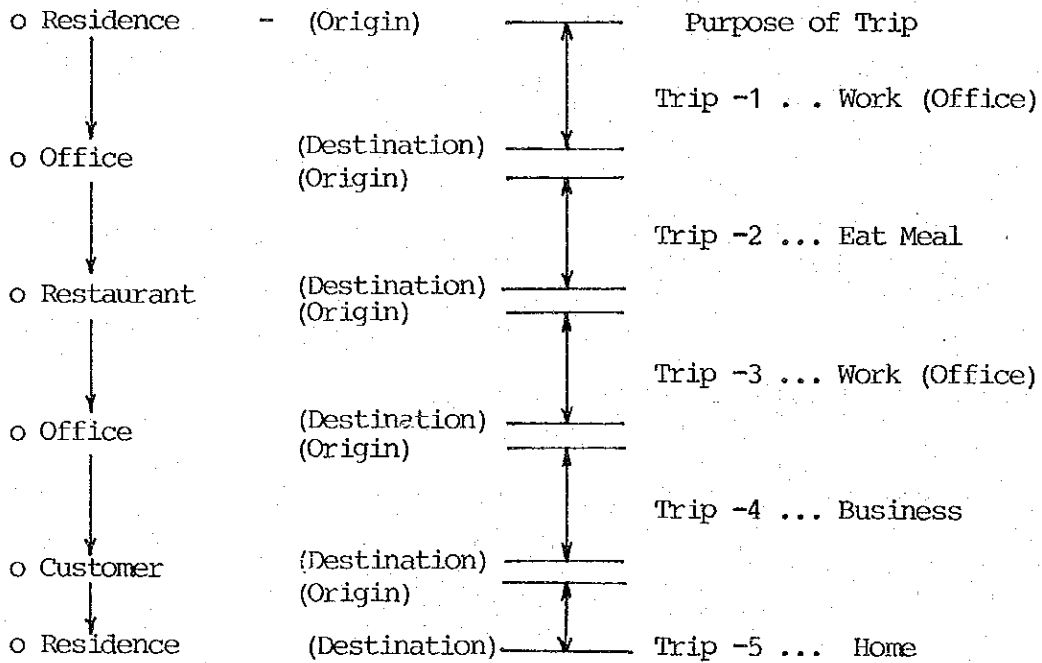 o Residence - (Origin) Purpose of Trip
Trip -1 ... Work (Office)
o Office (Destination)
(Origin)
Trip -2 ... Eat Meal
o Restaurant (Destination)
(Origin)
Trip -3 ... Work (Office)
o Office (Destination)
(Origin)
Trip -4 ... Business
o Customer (Destination)
(Origin)
o Residence (Destination) Trip -5 ... Home